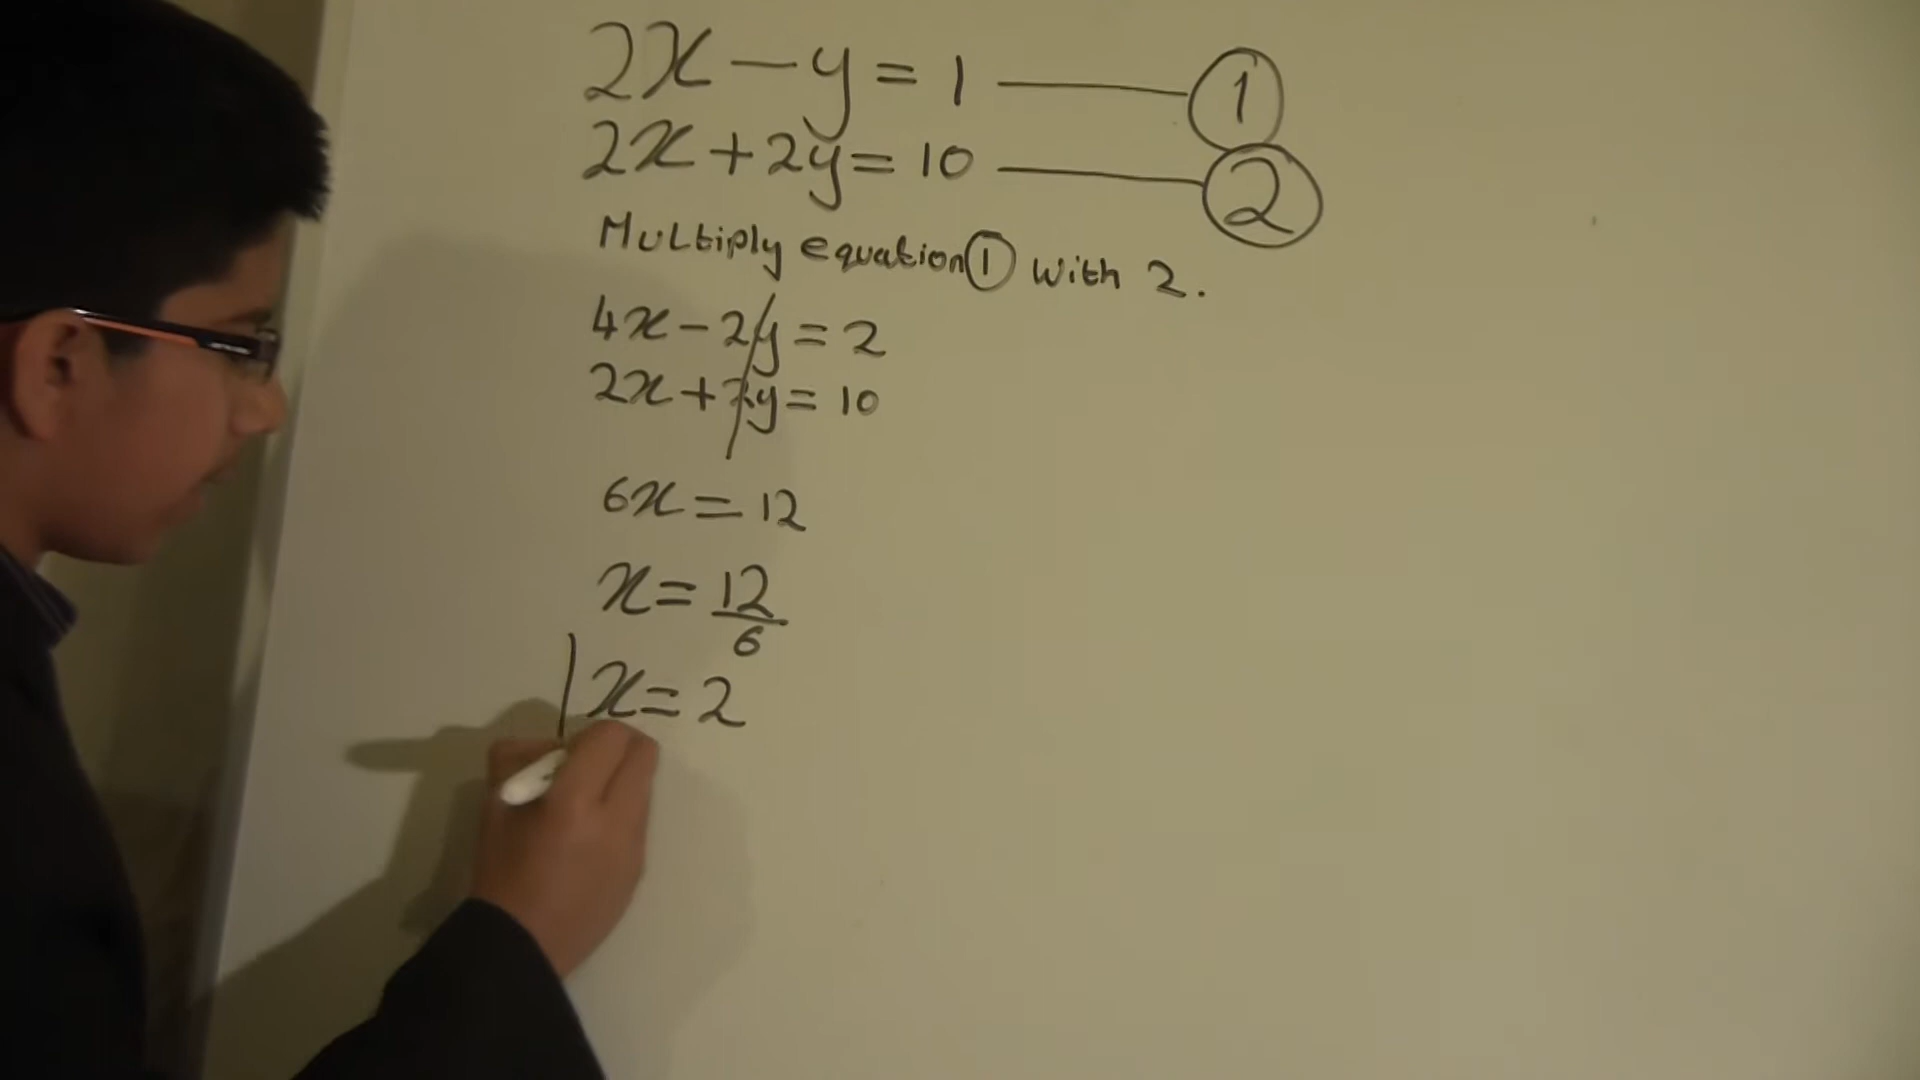 2x - y = 1 ——— ①
2x + 2y = 10 ——— ②
Multiply equation ① with 2.
4x - 2y = 2
2x + 2y = 10
6x = 12
x = 12/6
x = 2